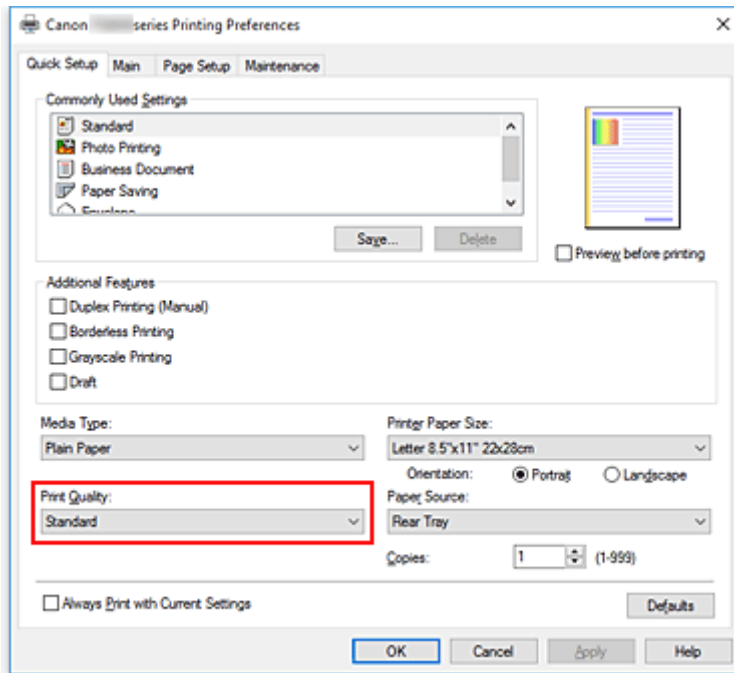 Canon series Printing Preferences
Quick Setup Main Page Setup Maintenance
Commonly Used Settings
Standard
Photo Printing
Business Document
Paper Saving
Envelope
Save... Delete
Preview before printing
Additional Features
Duplex Printing (Manual)
Borderless Printing
Grayscale Printing
Draft
Media Type:
Plain Paper
Printer Paper Size:
Letter 8.5"x11" 22x28cm
Orientation: Portrait Landscape
Print Quality:
Standard
Paper Source:
Rear Tray
Copies: 1 (1-999)
Always Print with Current Settings
Defaults
OK Cancel Apply Help